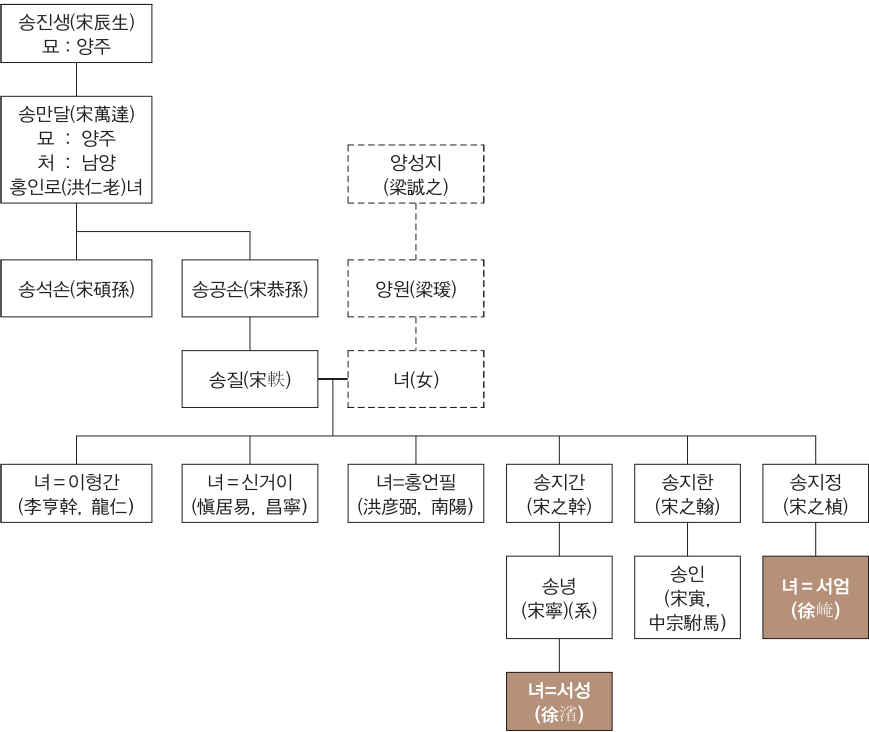 송진생(宋辰生)
묘 : 양주
송만달(宋萬達)
묘 : 양주
처 : 남양
홍인로(洪仁老)녀
양성지
(梁誠之)
송석손(宋碩孫)
송공손(宋恭孫)
양원(梁瑗)
송질(宋軼)
녀(女)
녀=이형간
(李亨幹, 龍仁)
녀=신거이
(愼居易, 昌寧)
녀=홍언필
(洪彦弼, 南陽)
송지간
(宋之幹)
송지한
(宋之翰)
송지정
(宋之楨)
송녕
(宋寧)(系)
송인
(宋寅,
中宗駙馬)
녀=서엄
(徐崦)
녀=서성
(徐渻)